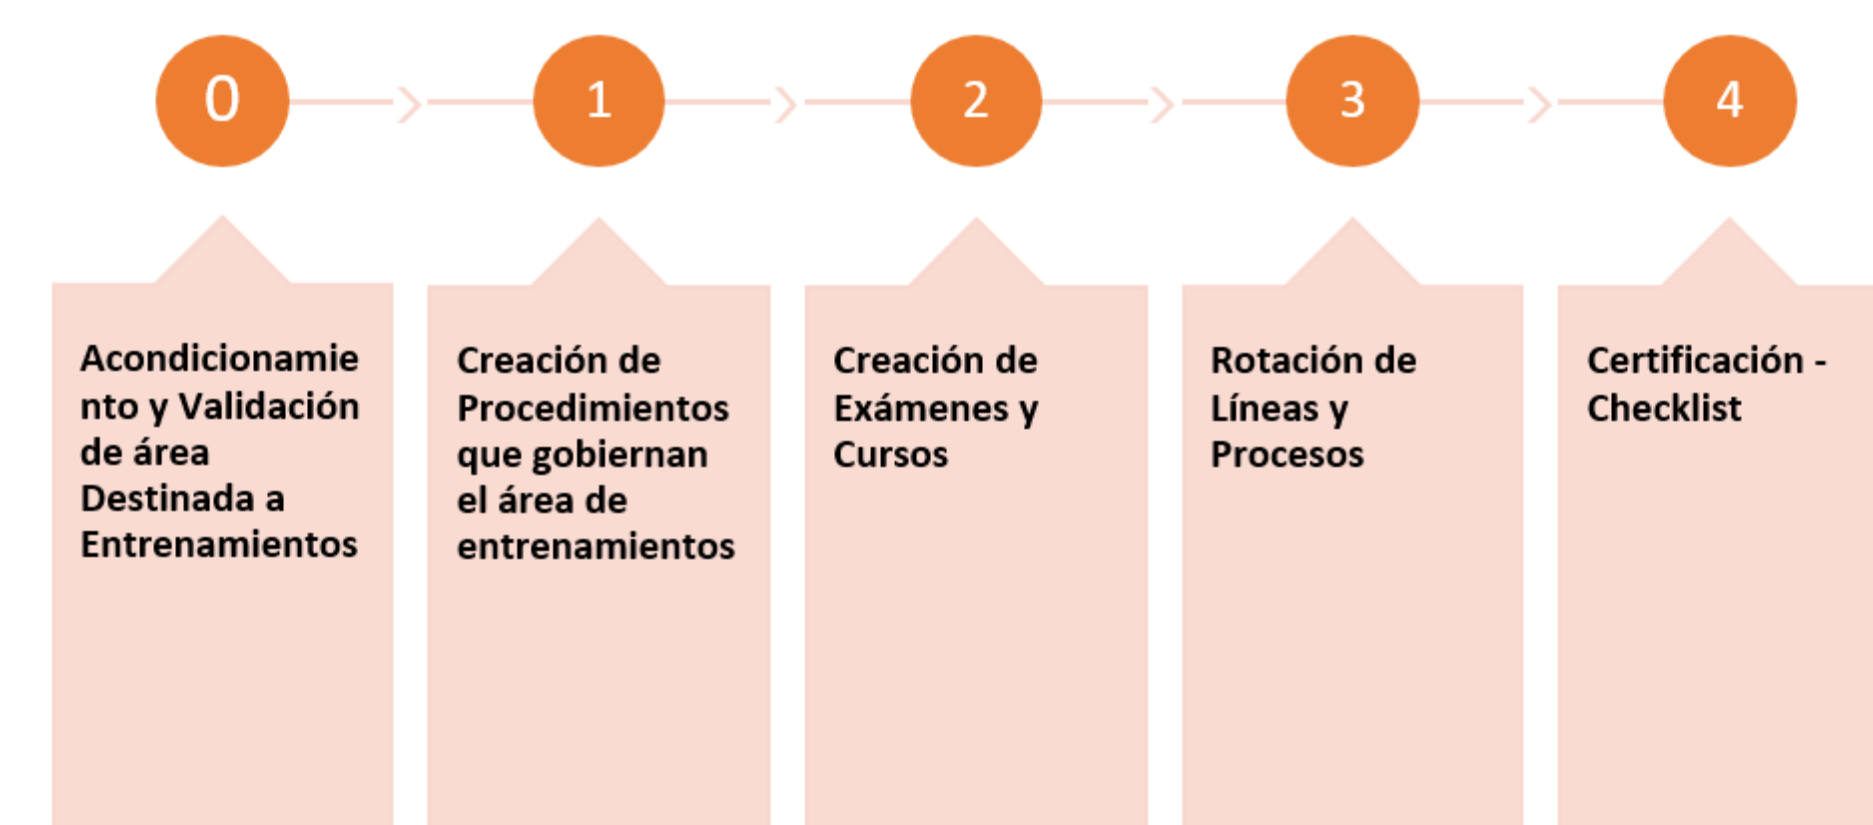 0
1
2
3
4
Acondicionamie
nto y Validación
de área
Destinada a
Entrenamientos
Creación de
Procedimientos
que gobiernan
el área de
entrenamientos
Creación de
Exámenes y
Cursos
Rotación de
Líneas y
Procesos
Certificación -
Checklist